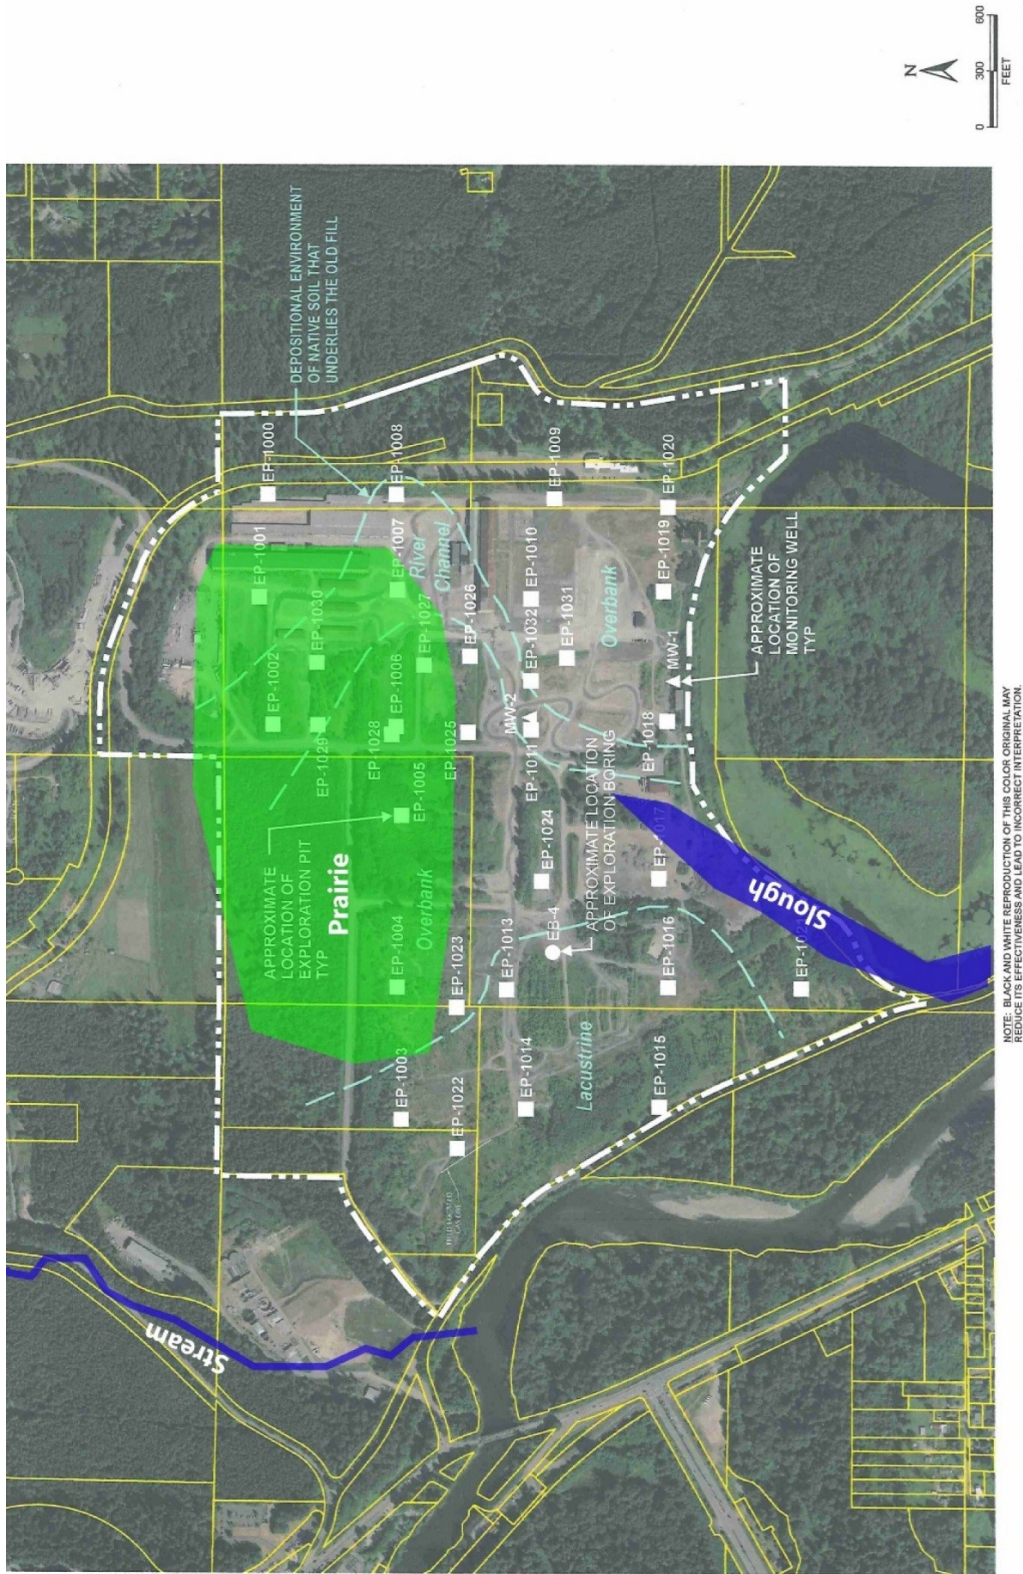 N
0 300 600
FEET
DEPOSITIONAL ENVIRONMENT
OF NATIVE SOIL THAT
UNDERLIES THE OLD FILL
EP-1000
EP-1001
EP-1002
EP-1030
EP-1029
EP-1008
EP-1007
River
Channel
EP-1027
EP-1006
EP-1028
EP-1005
APPROXIMATE
LOCATION OF
EXPLORATION PIT
TYP
Prairie
Overbank
EP-1004
EP-1003
EP-1026
EP-1025
EP-1023
EP-1022
EP-1009
EP-1010
EP-1032
EP-1031
MW-2
EP-1011
EP-1024
EP-1013
EP-1014
EB-4
APPROXIMATE LOCATION
OF EXPLORATION BORING
Overbank
Lacustrine
EP-1020
EP-1019
MW-1
APPROXIMATE
LOCATION OF
MONITORING WELL
TYP
EP-1018
EP-1017
EP-1016
EP-1015
Slough
Stream
NOTE: BLACK AND WHITE REPRODUCTION OF THIS COLOR ORIGINAL MAY
REDUCE ITS EFFECTIVENESS AND LEAD TO INCORRECT INTERPRETATION.